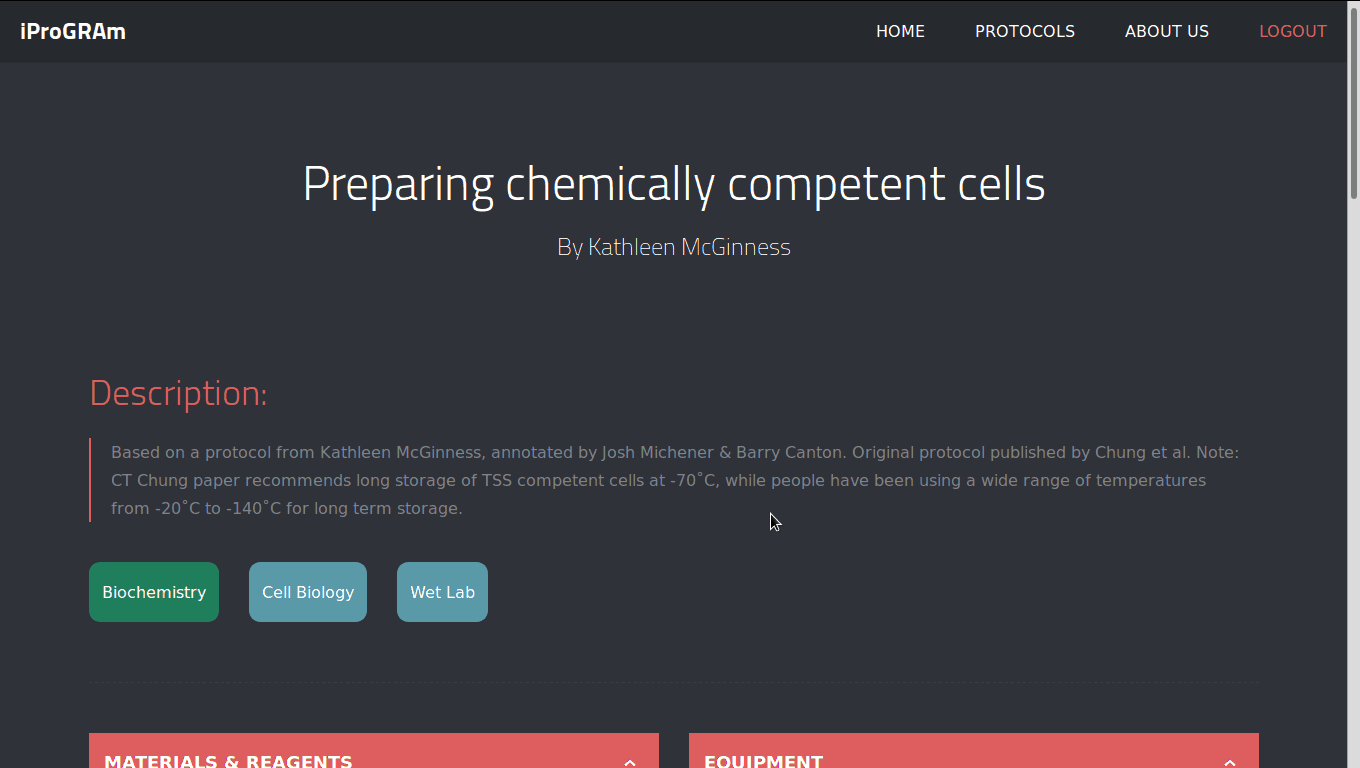 iProGRAm
HOME PROTOCOLS ABOUT US LOGOUT
Preparing chemically competent cells
By Kathleen McGinness
Description:
Based on a protocol from Kathleen McGinness, annotated by Josh Michener & Barry Canton. Original protocol published by Chung et al. Note:
CT Chung paper recommends long storage of TSS competent cells at -70˚C, while people have been using a wide range of temperatures
from -20˚C to -140˚C for long term storage.
Biochemistry Cell Biology Wet Lab
MATERIALS & REAGENTS EQUIPMENT